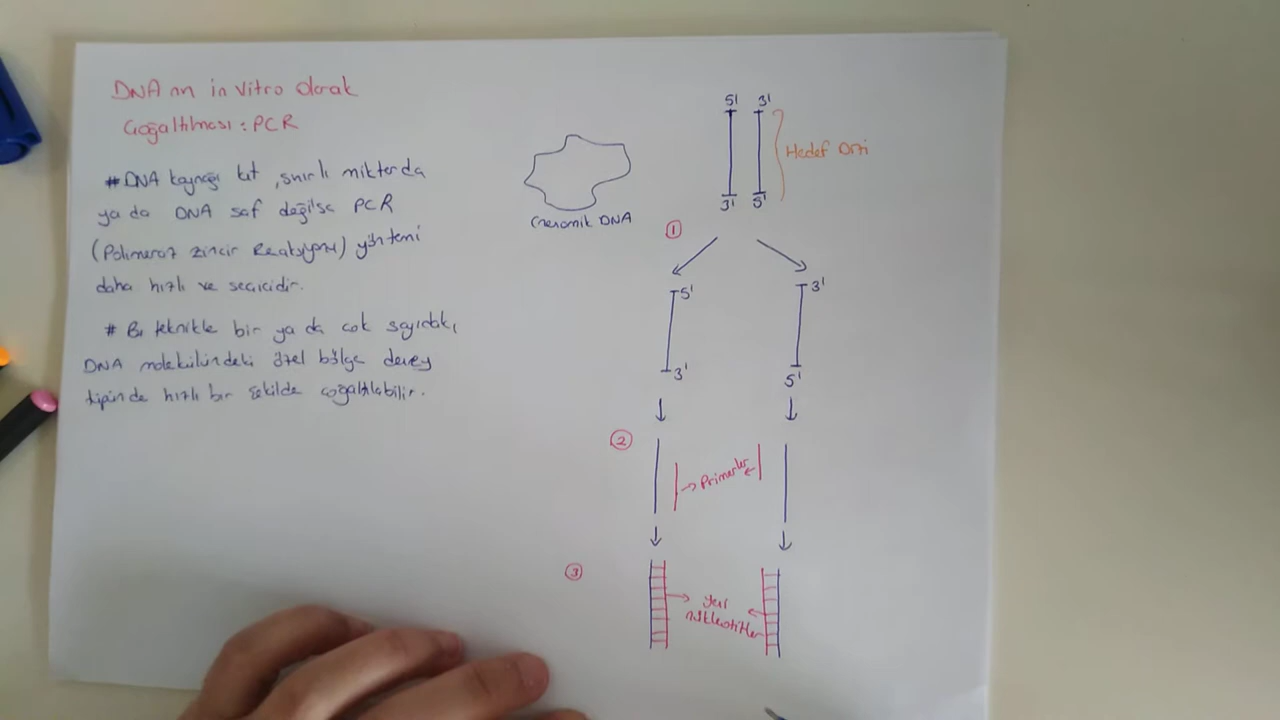 DNA nın in vitro olarak
Çoğaltılması : PCR
# DNA kaynağı kıt, sınırlı miktarda
ya da DNA saf değilse PCR
(Polimeraz zincir Reaksiyonu) yöntemi
daha hızlı ve seçicidir.
# Bu teknikle bir ya da çok sayıdaki
DNA molekülündeki özel bölge deney
tüpünde hızlı bir şekilde çoğaltılabilir.
Genomik DNA
5' 3'
Hedef
3' 5'
1
5' 3'
3' 5'
2
Primerler
3
yeni
nükleotitler